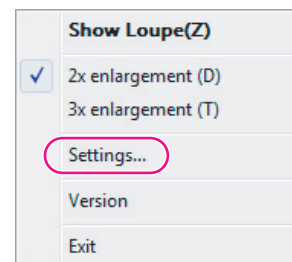 Show Loupe(Z)
2x enlargement (D)
3x enlargement (T)
Settings...
Version
Exit